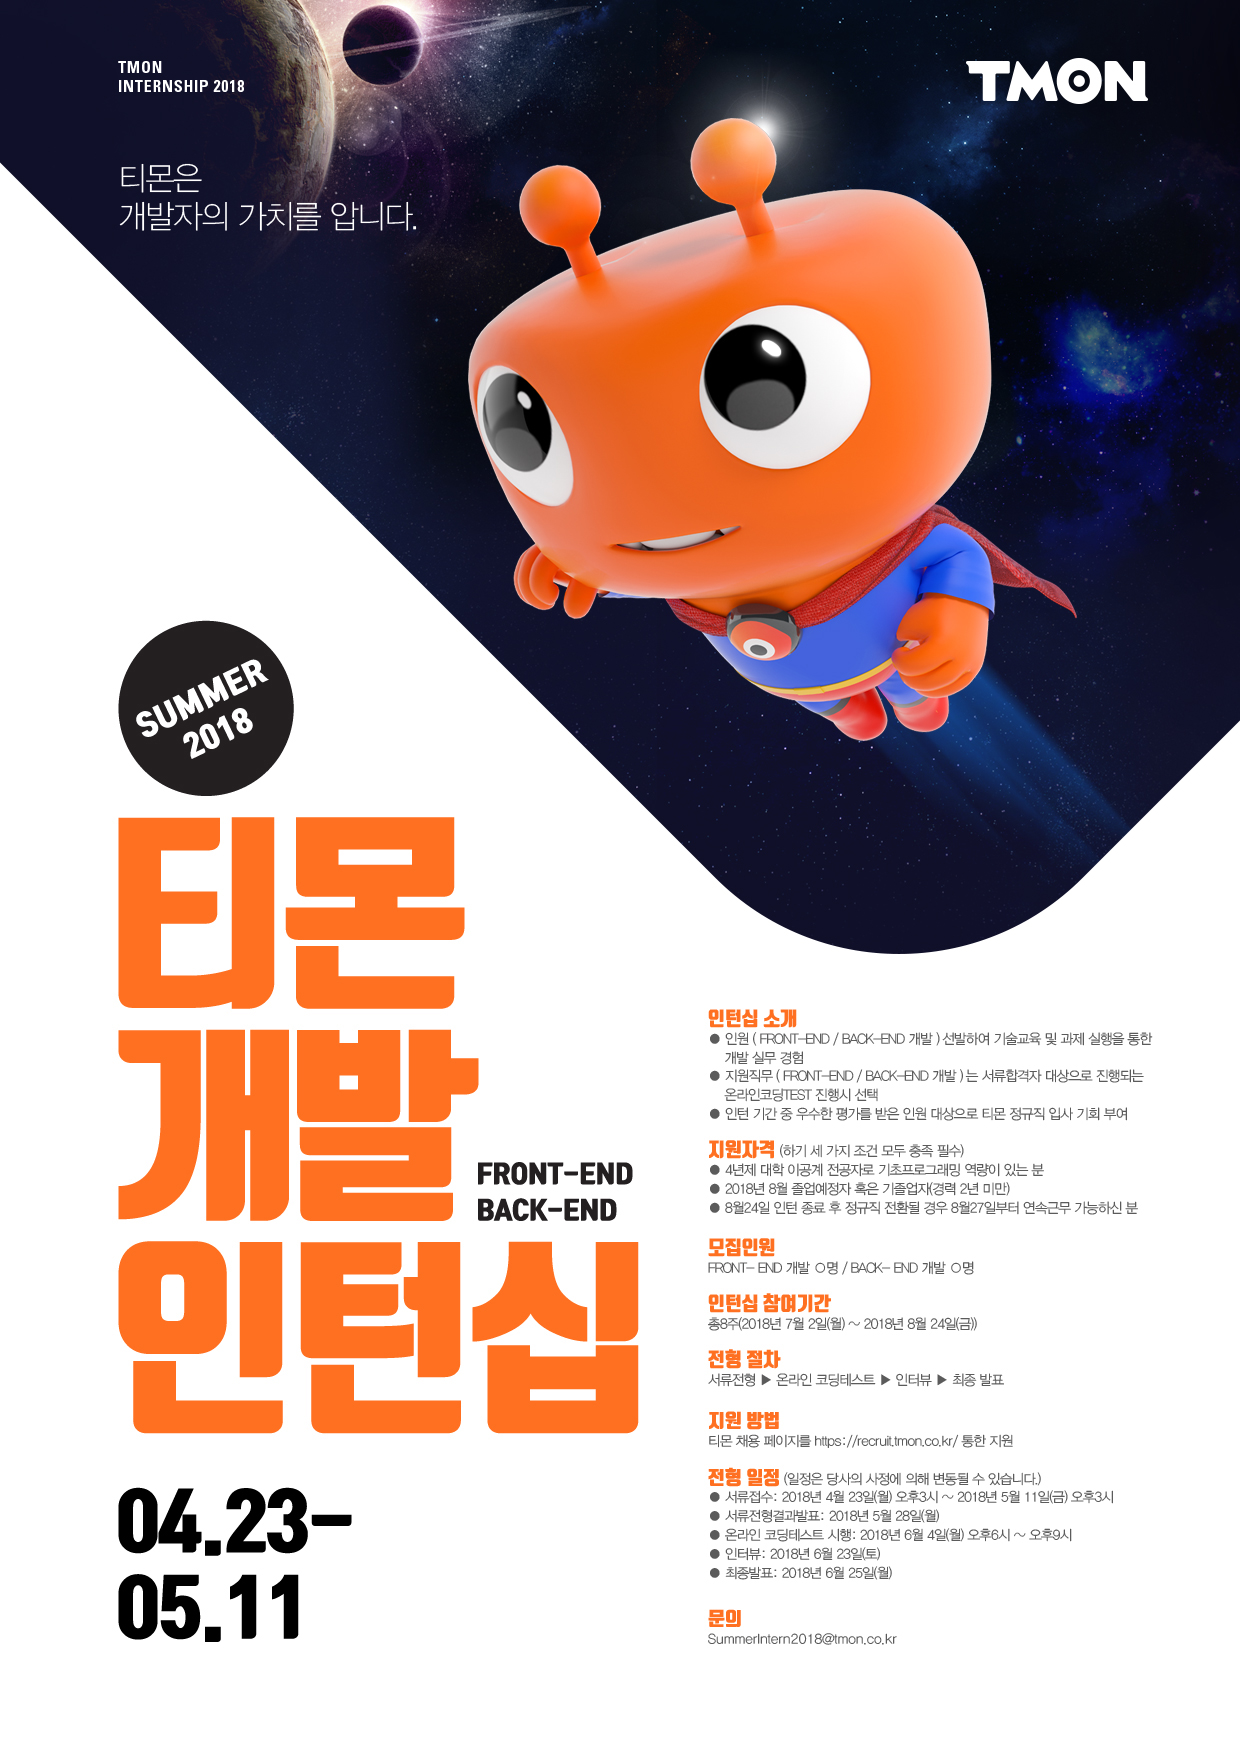 TMON
INTERNSHIP 2018
TMON
티몬은
개발자의 가치를 압니다.
SUMMER
2018
티몬
개발
FRONT-END
BACK-END
인턴십
04.23-
05.11
인턴십 소개
● 인원 ( FRONT-END / BACK-END 개발 ) 선발하여 기술교육 및 과제 실행을 통한
개발 실무 경험
● 지원직무 ( FRONT-END / BACK-END 개발 ) 는 서류합격자 대상으로 진행되는
온라인코딩TEST 진행시 선택
● 인턴 기간 중 우수한 평가를 받은 인원 대상으로 티몬 정규직 입사 기회 부여
지원자격 (하기 세 가지 조건 모두 충족 필수)
● 4년제 대학 이공계 전공자로 기초프로그래밍 역량이 있는 분
● 2018년 8월 졸업예정자 혹은 기졸업자(경력 2년 미만)
● 8월24일 인턴 종료 후 정규직 전환될 경우 8월27일부터 연속근무 가능하신 분
모집인원
FRONT- END 개발 ○명 / BACK- END 개발 ○명
인턴십 참여기간
총8주(2018년 7월 2일(월) ~ 2018년 8월 24일(금))
전형 절차
서류전형 ▶ 온라인 코딩테스트 ▶ 인터뷰 ▶ 최종 발표
지원 방법
티몬 채용 페이지를 https://recruit.tmon.co.kr/ 통한 지원
전형 일정 (일정은 당사의 사정에 의해 변동될 수 있습니다.)
● 서류접수: 2018년 4월 23일(월) 오후3시 ~ 2018년 5월 11일(금) 오후3시
● 서류전형결과발표: 2018년 5월 28일(월)
● 온라인 코딩테스트 시행: 2018년 6월 4일(월) 오후6시 ~ 오후9시
● 인터뷰: 2018년 6월 23일(토)
● 최종발표: 2018년 6월 25일(월)
문의
SummerIntern2018@tmon.co.kr